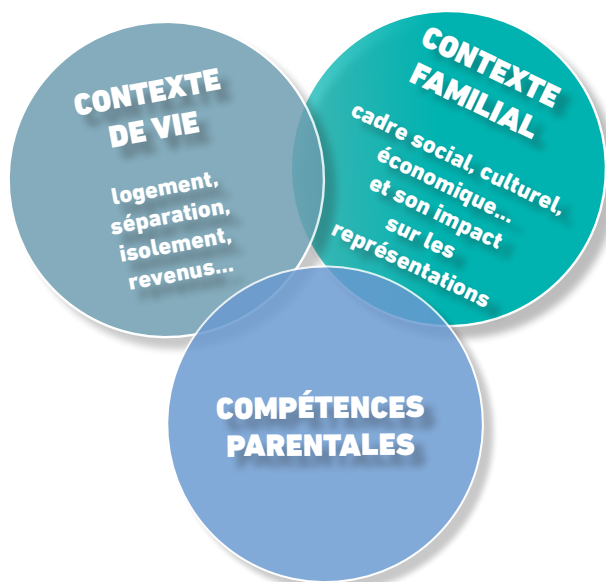 CONTEXTE
DE VIE
logement,
séparation,
isolement,
revenus...
CONTEXTE
FAMILIAL
cadre social, culturel,
économique...
et son impact
sur les
représentations
COMPÉTENCES
PARENTALES